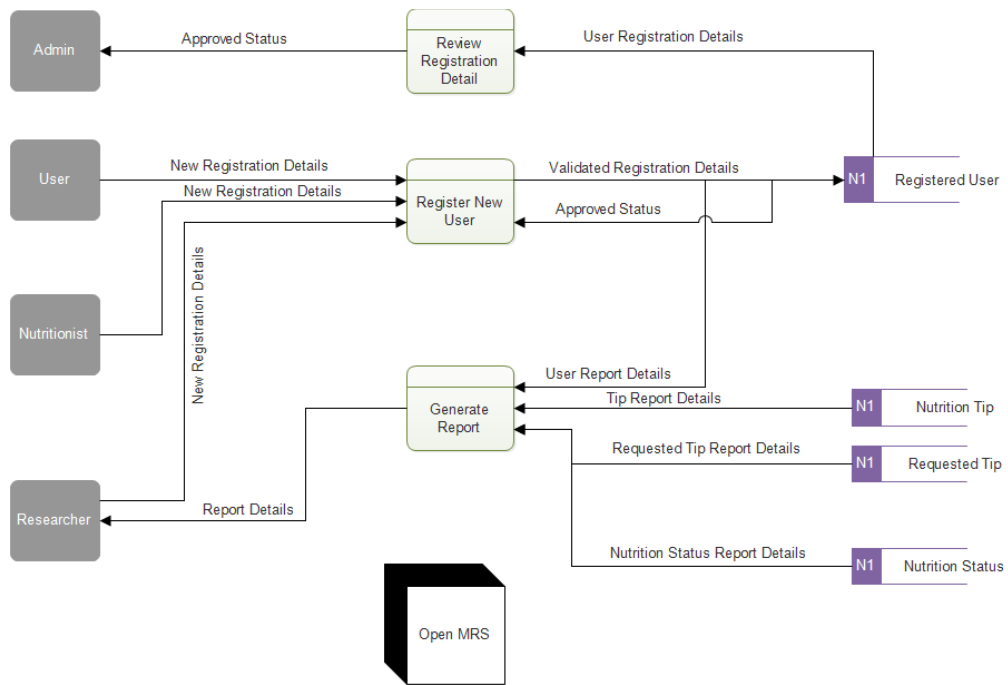 Admin
Approved Status
Review
Registration
Detail
User Registration Details
User
New Registration Details
New Registration Details
Register New
User
Validated Registration Details
Approved Status
N1
Registered User
Nutritionist
New Registration Details
User Report Details
Generate
Report
Tip Report Details
N1
Nutrition Tip
Requested Tip Report Details
N1
Requested Tip
Researcher
Report Details
Nutrition Status Report Details
N1
Nutrition Status
Open MRS